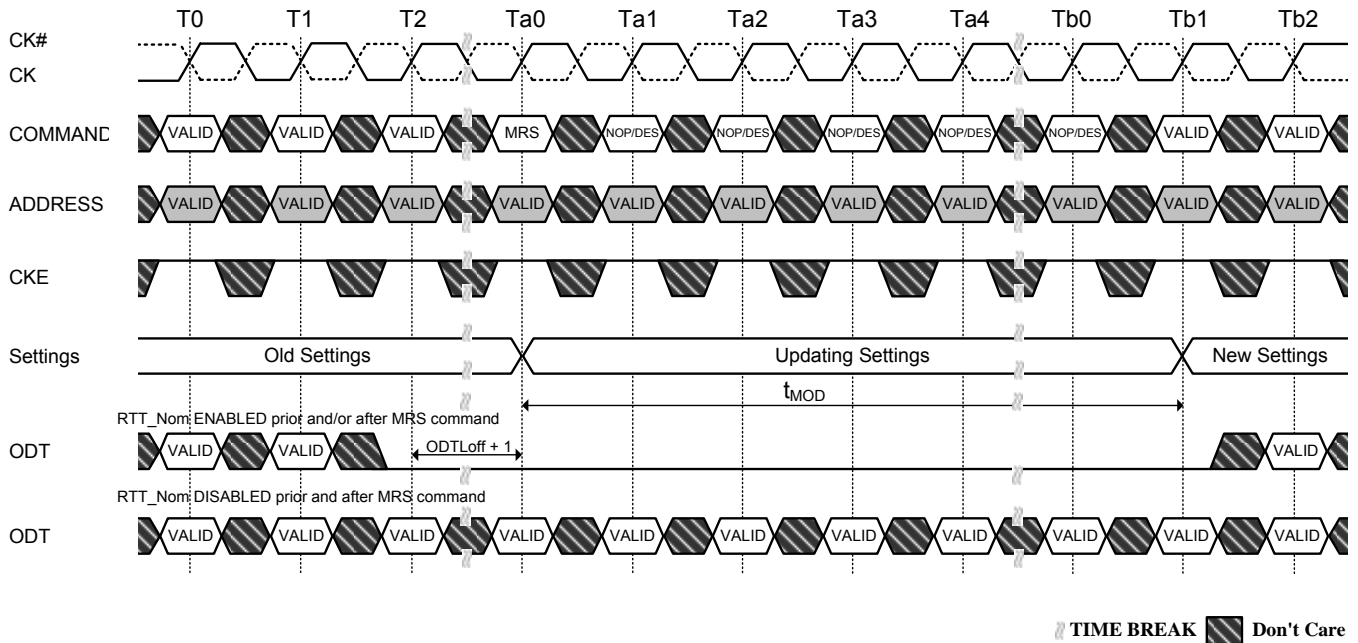 T0 T1 T2 Ta0 Ta1 Ta2 Ta3 Ta4 Tb0 Tb1 Tb2
CK#
CK
COMMAND VALID VALID VALID MRS NOP/DES NOP/DES NOP/DES NOP/DES NOP/DES VALID VALID
ADDRESS VALID VALID VALID VALID VALID VALID VALID VALID VALID VALID VALID
CKE
Settings Old Settings Updating Settings New Settings
tMOD
RTT_Nom ENABLED prior and/or after MRS command
ODT VALID VALID ODTLoff + 1 VALID
RTT_Nom DISABLED prior and after MRS command
ODT VALID VALID VALID VALID VALID VALID VALID VALID VALID VALID VALID
TIME BREAK Don't Care